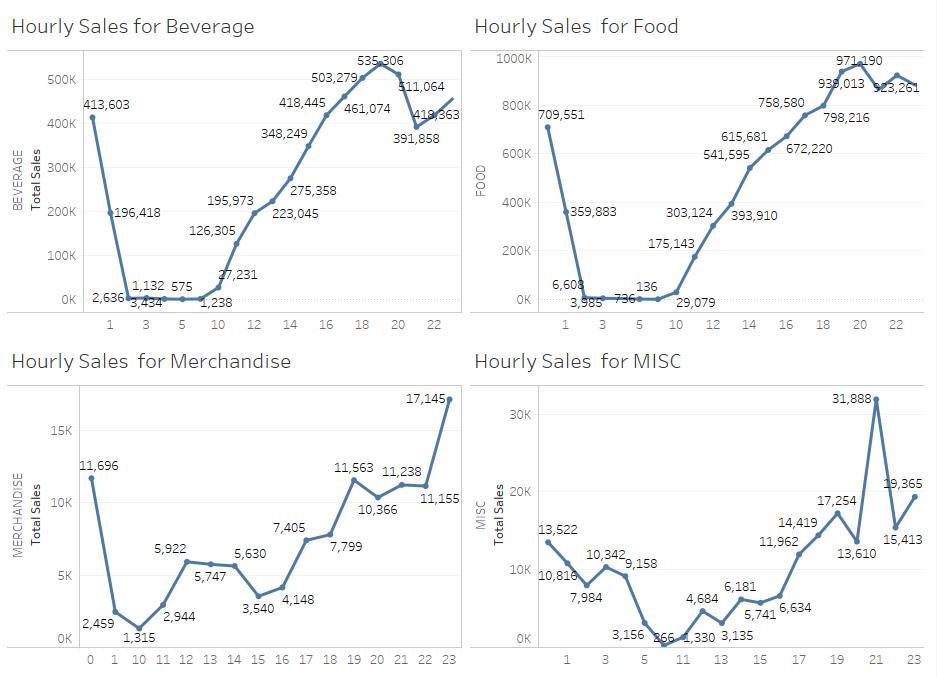 Hourly Sales for Beverage
BEVERAGE
Total Sales
500K
400K
300K
200K
100K
0K
413,603
196,418
2,636
3,434
1,132
575
1,238
27,231
126,305
195,973
223,045
275,358
348,249
418,445
461,074
503,279
535,306
511,064
391,858
418,363
1 3 5 10 12 14 16 18 20 22
Hourly Sales for Food
FOOD
1000K
800K
600K
400K
200K
0K
709,551
359,883
6,608
3,985
736
136
29,079
175,143
303,124
393,910
541,595
615,681
672,220
758,580
798,216
939,013
971,190
923,261
1 3 5 10 12 14 16 18 20 22
Hourly Sales for Merchandise
MERCHANDISE
Total Sales
15K
10K
5K
0K
11,696
2,459
1,315
2,944
5,922
5,747
5,630
3,540
4,148
7,405
7,799
11,563
10,366
11,238
11,155
17,145
0 1 10 11 12 13 14 15 16 17 18 19 20 21 22 23
Hourly Sales for MISC
MISC
Total Sales
30K
20K
10K
0K
13,522
10,816
7,984
10,342
9,158
3,156
366
1,330
4,684
3,135
6,181
5,741
6,634
11,962
14,419
17,254
13,610
31,888
15,413
19,365
1 3 5 11 13 15 17 19 21 23